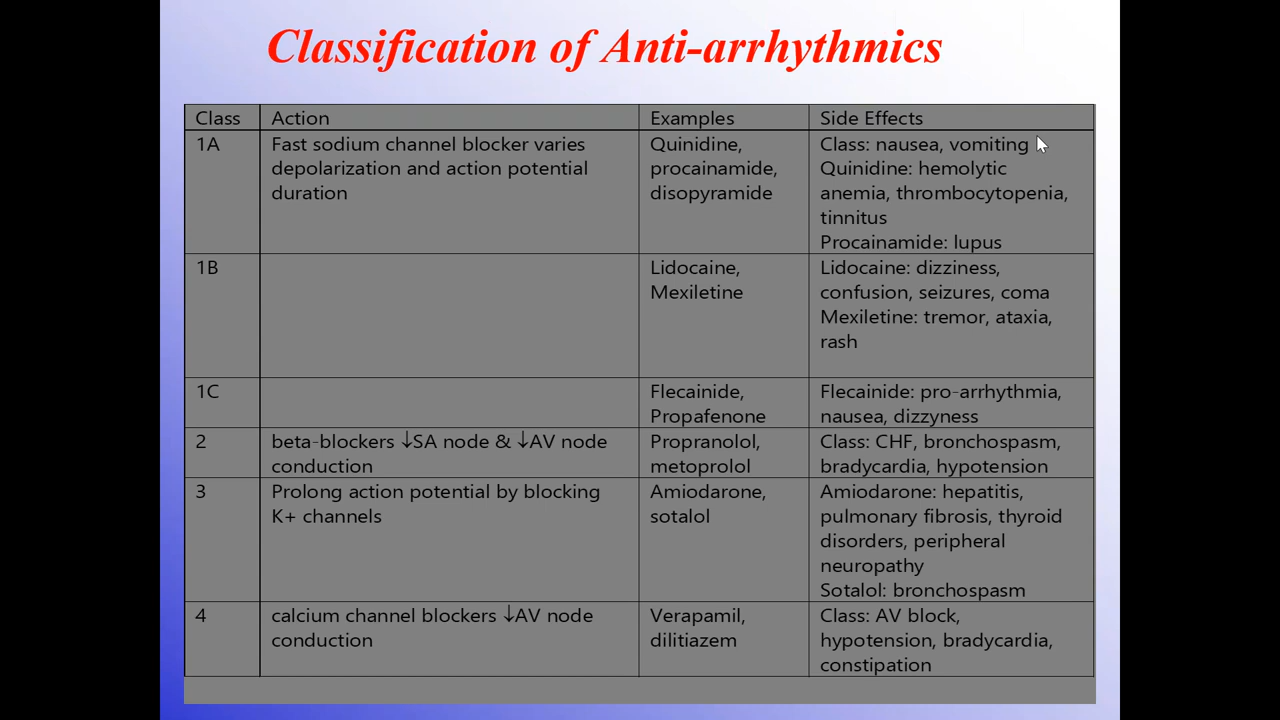 Classification of Anti-arrhythmics
Class Action Examples Side Effects
1A Fast sodium channel blocker varies Quinidine, Class: nausea, vomiting
depolarization and action potential procainamide, Quinidine: hemolytic
duration disopyramide anemia, thrombocytopenia,
tinnitus
Procainamide: lupus
1B Lidocaine, Lidocaine: dizziness,
Mexiletine confusion, seizures, coma
Mexiletine: tremor, ataxia,
rash
1C Flecainide, Flecainide: pro-arrhythmia,
Propafenone nausea, dizzyness
2 beta-blockers ↓SA node & ↓AV node Propranolol, Class: CHF, bronchospasm,
conduction metoprolol bradycardia, hypotension
3 Prolong action potential by blocking Amiodarone, Amiodarone: hepatitis,
K+ channels sotalol pulmonary fibrosis, thyroid
disorders, peripheral
neuropathy
Sotalol: bronchospasm
4 calcium channel blockers ↓AV node Verapamil, Class: AV block,
conduction dilitiazem hypotension, bradycardia,
constipation